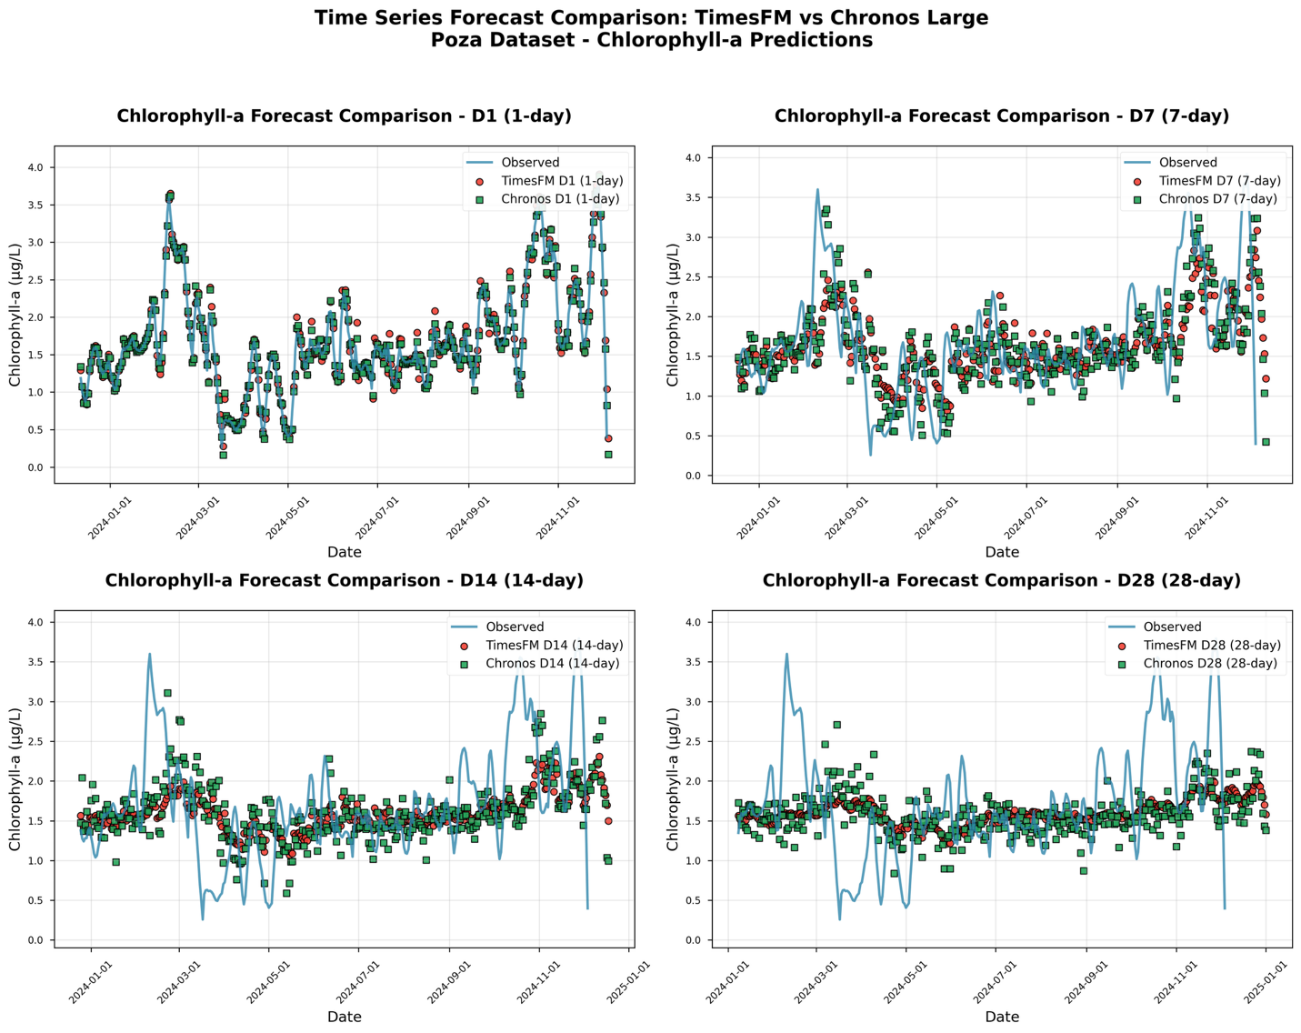 Time Series Forecast Comparison: TimesFM vs Chronos Large
Poza Dataset - Chlorophyll-a Predictions
Chlorophyll-a Forecast Comparison - D1 (1-day)
Chlorophyll-a (µg/L)
4.0
3.5
3.0
2.5
2.0
1.5
1.0
0.5
0.0
Observed
TimesFM D1 (1-day)
Chronos D1 (1-day)
2024-01-01
2024-03-01
2024-05-01
2024-07-01
2024-09-01
2024-11-01
Date
Chlorophyll-a Forecast Comparison - D7 (7-day)
Chlorophyll-a (µg/L)
4.0
3.5
3.0
2.5
2.0
1.5
1.0
0.5
0.0
Observed
TimesFM D7 (7-day)
Chronos D7 (7-day)
2024-01-01
2024-03-01
2024-05-01
2024-07-01
2024-09-01
2024-11-01
Date
Chlorophyll-a Forecast Comparison - D14 (14-day)
Chlorophyll-a (µg/L)
4.0
3.5
3.0
2.5
2.0
1.5
1.0
0.5
0.0
Observed
TimesFM D14 (14-day)
Chronos D14 (14-day)
2024-01-01
2024-03-01
2024-05-01
2024-07-01
2024-09-01
2024-11-01
2025-01-01
Date
Chlorophyll-a Forecast Comparison - D28 (28-day)
Chlorophyll-a (µg/L)
4.0
3.5
3.0
2.5
2.0
1.5
1.0
0.5
0.0
Observed
TimesFM D28 (28-day)
Chronos D28 (28-day)
2024-01-01
2024-03-01
2024-05-01
2024-07-01
2024-09-01
2024-11-01
2025-01-01
Date